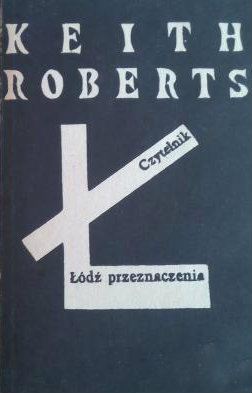 KEITH
ROBERTS
Czytelnik
Łódź przeznaczenia